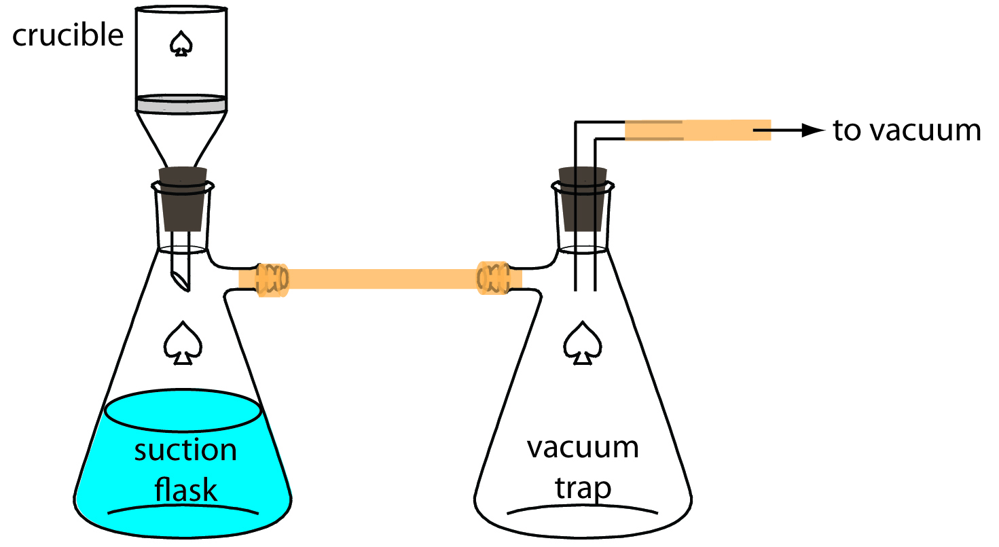 crucible
to vacuum
suction
flask
vacuum
trap